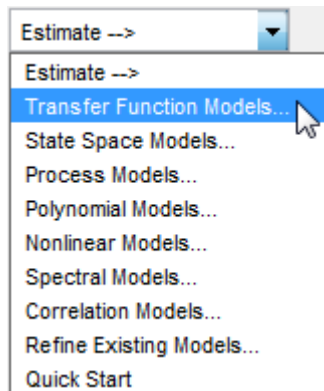 Estimate -->
Estimate -->
Transfer Function Models...
State Space Models...
Process Models...
Polynomial Models...
Nonlinear Models...
Spectral Models...
Correlation Models...
Refine Existing Models...
Quick Start